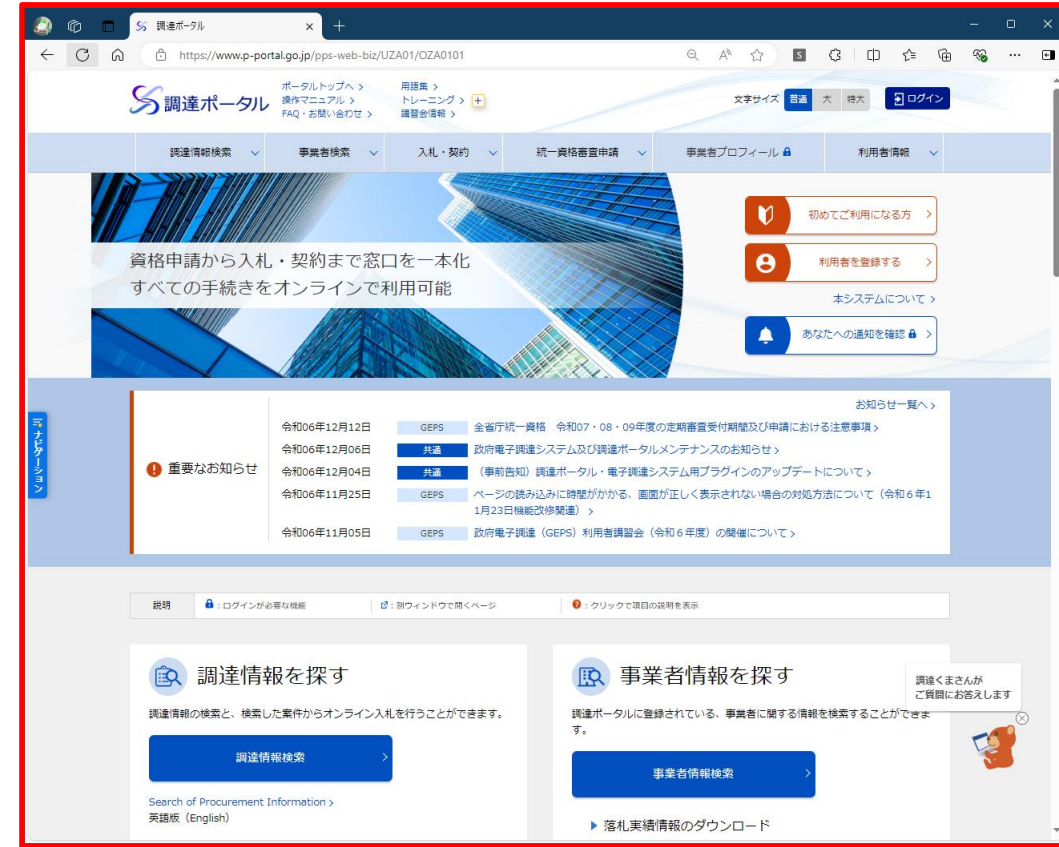 調達ポータル
https://www.p-portal.go.jp/pps-web-biz/UZA01/OZA0101
調達ポータル
ポータルトップへ
操作マニュアル
FAQ・お問い合わせ
用語集
トレーニング
講習会情報
文字サイズ 普通 大 特大
ログイン
調達情報検索 事業者検索 入札・契約 統一資格審査申請 事業者プロフィール 利用者情報
資格申請から入札・契約まで窓口を一本化
すべての手続きをオンラインで利用可能
初めてご利用になる方
利用者を登録する
本システムについて
あなたへの通知を確認
ナビゲーション
お知らせ一覧へ
重要なお知らせ
令和06年12月12日 GEPS 全省庁統一資格 令和07・08・09年度の定期審査受付期間及び申請における注意事項
令和06年12月06日 共通 政府電子調達システム及び調達ポータルメンテナンスのお知らせ
令和06年12月04日 共通 (事前告知)調達ポータル・電子調達システム用プラグインのアップデートについて
令和06年11月25日 GEPS ページの読み込みに時間がかかる、画面が正しく表示されない場合の対処方法について(令和6年1
1月23日機能改修関連)
令和06年11月05日 GEPS 政府電子調達(GEPS)利用者講習会(令和6年度)の開催について
説明 :ログインが必要な機能 :別ウィンドウで開くページ :クリックで項目の説明を表示
調達情報を探す
調達情報の検索と、検索した案件からオンライン入札を行うことができます。
調達情報検索
Search of Procurement Information
英語版(English)
事業者情報を探す
調達ポータルに登録されている、事業者に関する情報を検索することができま
す。
事業者情報検索
落札実績情報のダウンロード
調達くまさんが
ご質問にお答えします